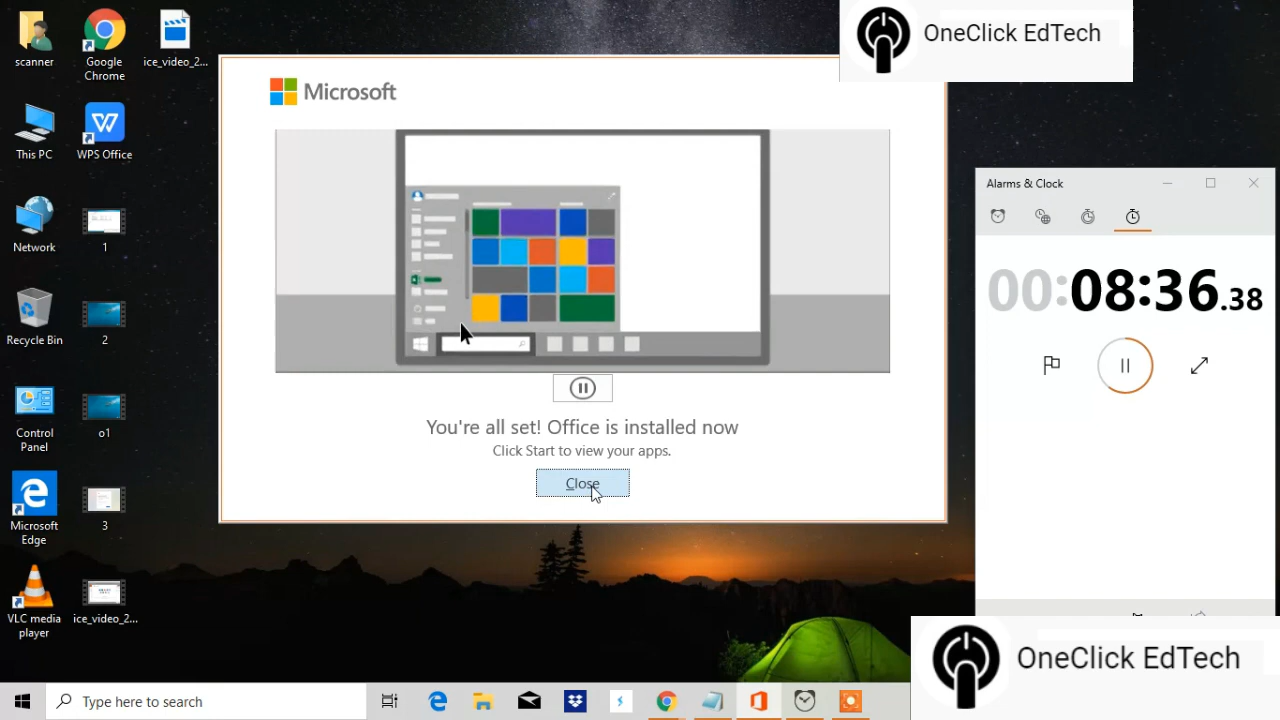 scanner
Google
Chrome
ice_video_2...
This PC
WPS Office
Network
1
Recycle Bin
2
Control
Panel
o1
Microsoft
Edge
3
VLC media
player
ice_video_2...
Microsoft
You're all set! Office is installed now
Click Start to view your apps.
Close
OneClick EdTech
Alarms & Clock
00:08:36.38
OneClick EdTech
Type here to search